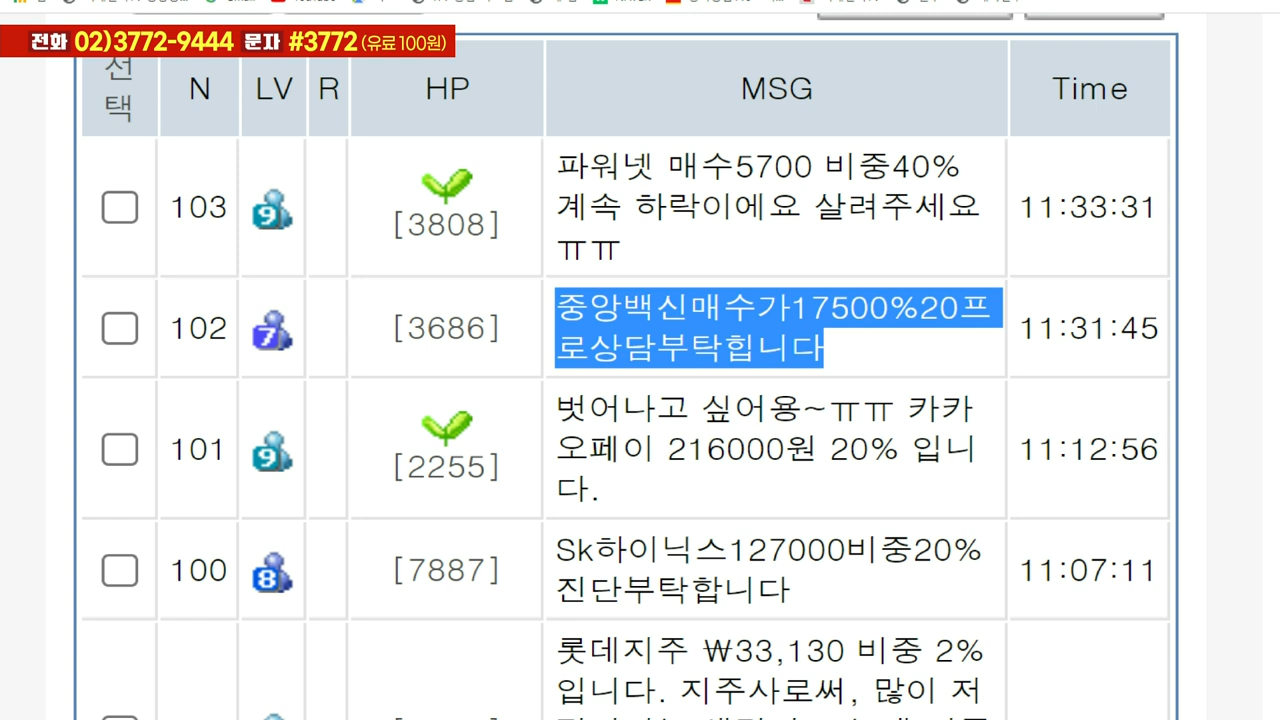 전화 02)3772-9444 문자 #3772 (유료100원)
선택 N LV R HP MSG Time
103 9 [3808] 파워넷 매수5700 비중40%
계속 하락이에요 살려주세요
ㅠㅠ 11:33:31
102 7 [3686] 중앙백신매수가17500%20프
로상담부탁힙니다 11:31:45
101 9 [2255] 벗어나고 싶어용~ㅠㅠ 카카
오페이 216000원 20% 입니
다. 11:12:56
100 8 [7887] Sk하이닉스127000비중20%
진단부탁합니다 11:07:11
롯데지주 ₩33,130 비중 2%
입니다. 지주사로써, 많이 저